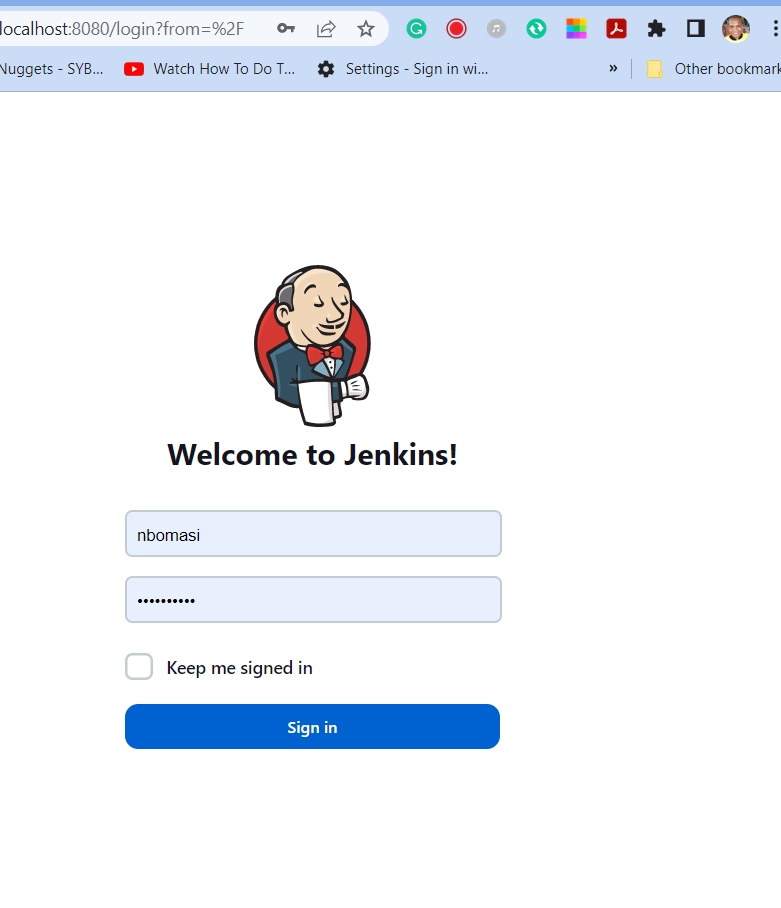 localhost:8080/login?from=%2F
Nuggets - SYB... Watch How To Do T... Settings - Sign in wi... » Other bookmark
Welcome to Jenkins!
nbomasi
••••••••••
Keep me signed in
Sign in